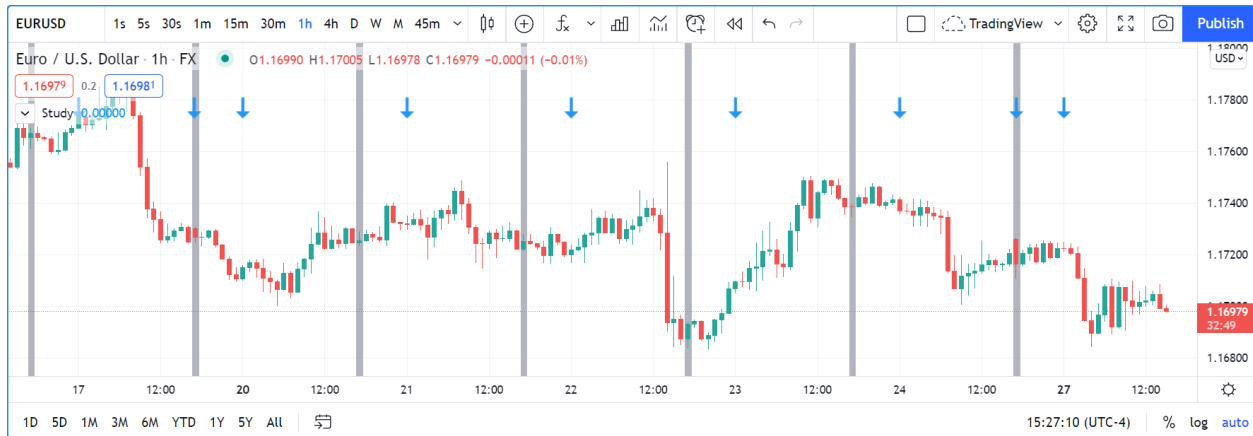 EURUSD 1s 5s 30s 1m 15m 30m 1h 4h D W M 45m TradingView Publish
Euro / U.S. Dollar · 1h · FX O1.16990 H1.17005 L1.16978 C1.16979 −0.00011 (−0.01%)
1.16979 0.2 1.16981
Study 0.00000
1.18000
USD
1.17800
1.17600
1.17400
1.17200
1.17000
1.16979
32:49
1.16800
17 12:00 20 12:00 21 12:00 22 12:00 23 12:00 24 12:00 27 12:00
1D 5D 1M 3M 6M YTD 1Y 5Y All 15:27:10 (UTC-4) % log auto